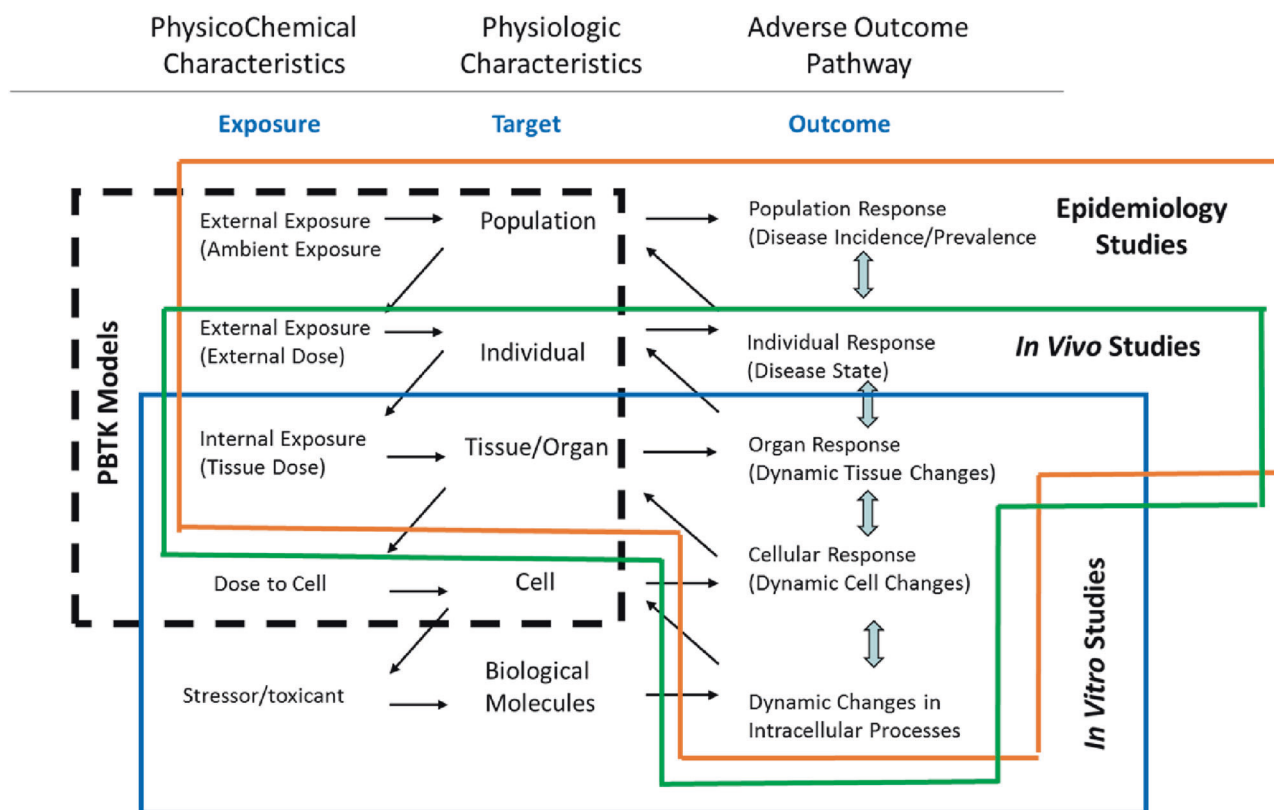 PhysicoChemical
Characteristics
Physiologic
Characteristics
Adverse Outcome
Pathway
Exposure
Target
Outcome
External Exposure
(Ambient Exposure
Population
Population Response
(Disease Incidence/Prevalence
Epidemiology
Studies
PBTK Models
External Exposure
(External Dose)
Individual
Individual Response
(Disease State)
In Vivo Studies
Internal Exposure
(Tissue Dose)
Tissue/Organ
Organ Response
(Dynamic Tissue Changes)
Dose to Cell
Cell
Cellular Response
(Dynamic Cell Changes)
In Vitro Studies
Stressor/toxicant
Biological
Molecules
Dynamic Changes in
Intracellular Processes